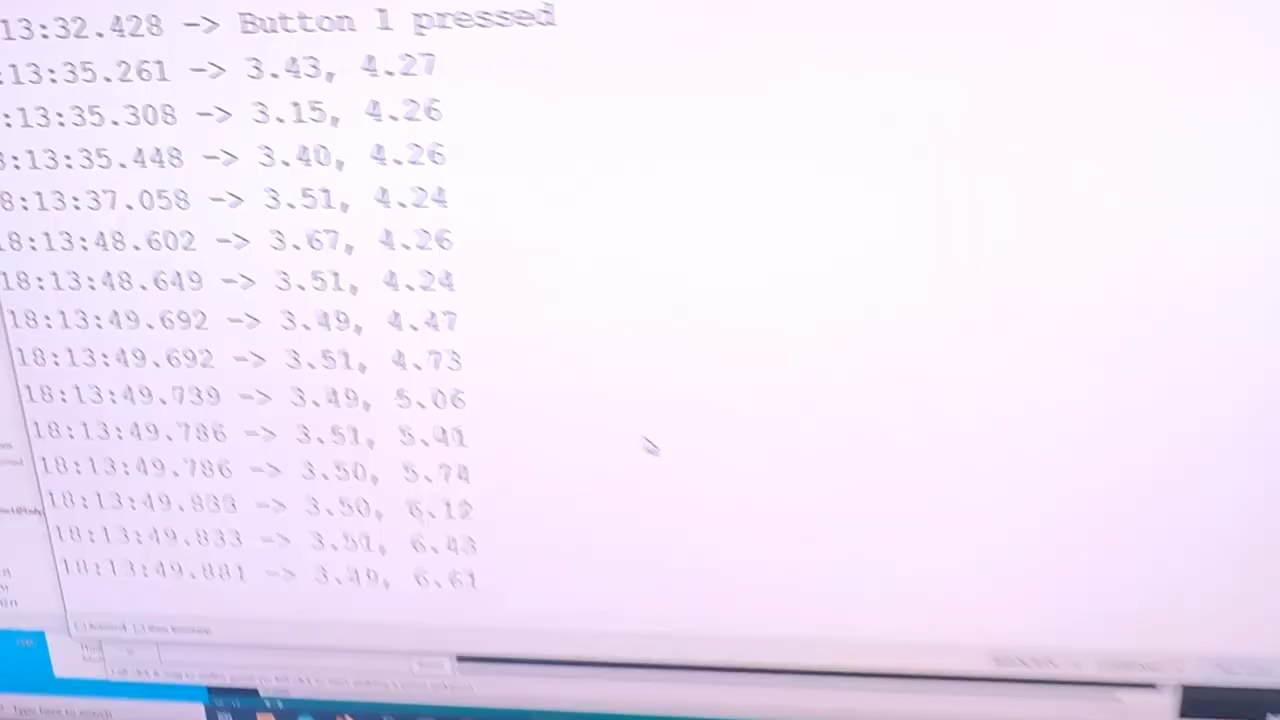 13:32.428 -> Button 1 pressed
:13:35.261 -> 3.43, 4.27
:13:35.308 -> 3.15, 4.26
:13:35.448 -> 3.40, 4.26
8:13:37.058 -> 3.51, 4.24
18:13:48.602 -> 3.67, 4.26
18:13:48.649 -> 3.51, 4.24
18:13:49.692 -> 3.49, 4.47
18:13:49.692 -> 3.51, 4.73
18:13:49.739 -> 3.49, 5.06
18:13:49.786 -> 3.51, 5.41
18:13:49.786 -> 3.50, 5.74
18:13:49.833 -> 3.50, 6.12
18:13:49.833 -> 3.51, 6.43
18:13:49.881 -> 3.49, 6.61
Type here to search